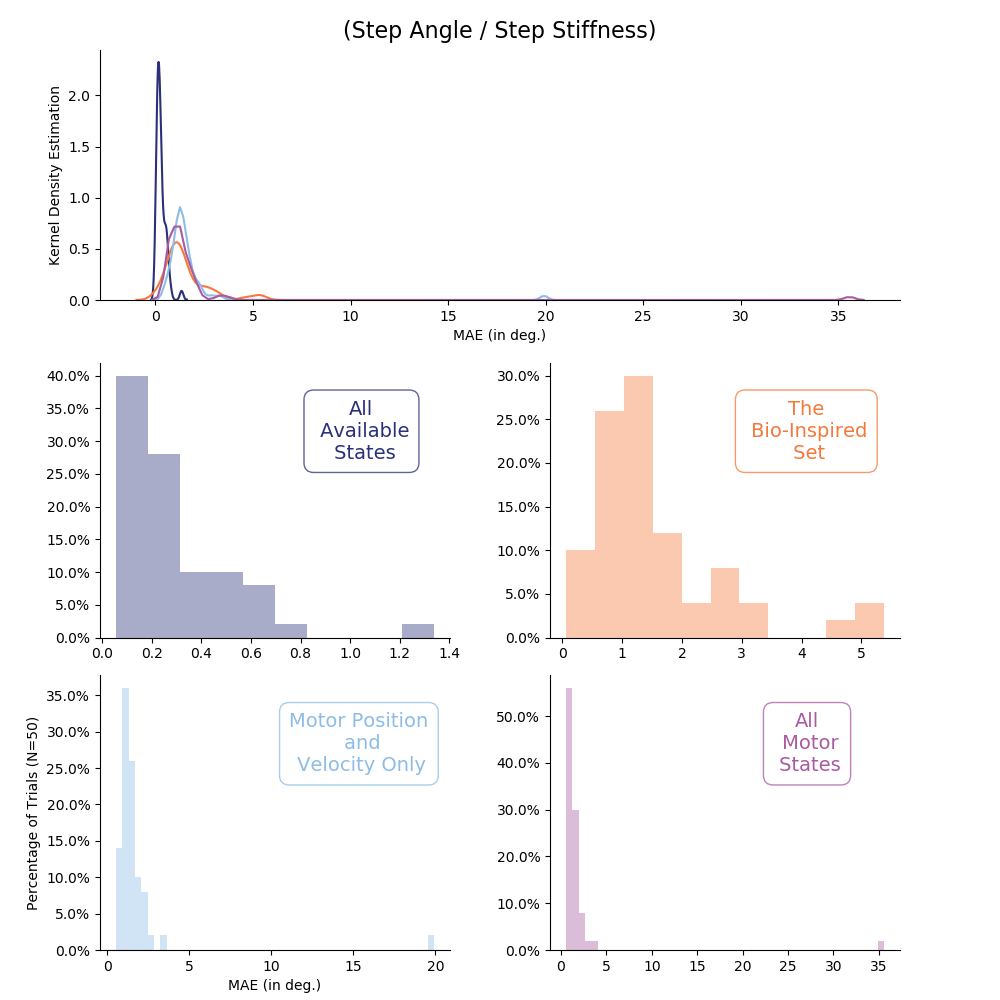 (Step Angle / Step Stiffness)
Kernel Density Estimation
2.0
1.5
1.0
0.5
0.0
0 5 10 15 20 25 30 35
MAE (in deg.)
40.0%
35.0%
30.0%
25.0%
20.0%
15.0%
10.0%
5.0%
0.0%
0.0 0.2 0.4 0.6 0.8 1.0 1.2 1.4
All
Available
States
30.0%
25.0%
20.0%
15.0%
10.0%
5.0%
0.0%
0 1 2 3 4 5
The
Bio-Inspired
Set
Percentage of Trials (N=50)
35.0%
30.0%
25.0%
20.0%
15.0%
10.0%
5.0%
0.0%
0 5 10 15 20
MAE (in deg.)
Motor Position
and
Velocity Only
50.0%
40.0%
30.0%
20.0%
10.0%
0.0%
0 5 10 15 20 25 30 35
All
Motor
States